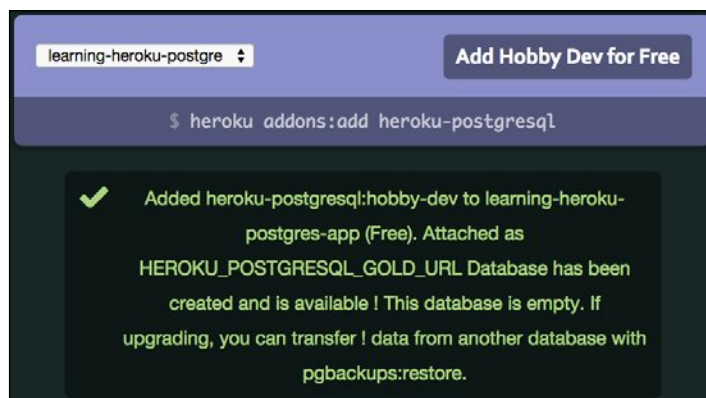 learning-heroku-postgre
Add Hobby Dev for Free
$ heroku addons:add heroku-postgresql
Added heroku-postgresql:hobby-dev to learning-heroku-
postgres-app (Free). Attached as
HEROKU_POSTGRESQL_GOLD_URL Database has been
created and is available ! This database is empty. If
upgrading, you can transfer ! data from another database with
pgbackups:restore.